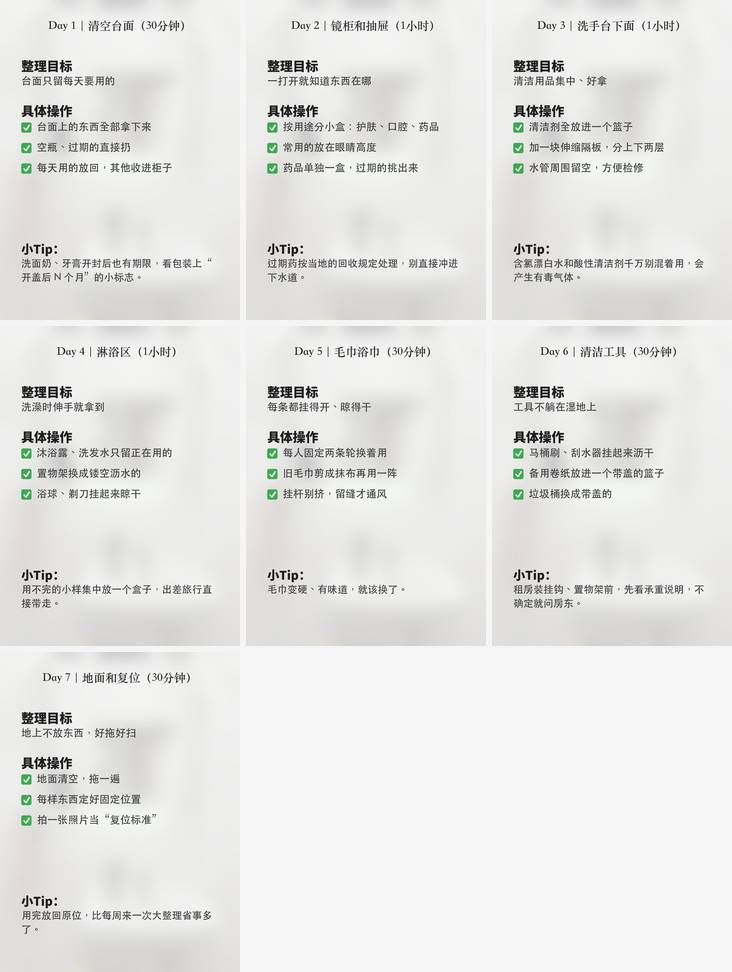 Day 1 | 清空台面（30分钟）
整理目标
台面只留每天要用的
具体操作
✅ 台面上的东西全部拿下来
✅ 空瓶、过期的直接扔
✅ 每天用的放回，其他收进柜子
小Tip：
洗面奶、牙膏开封后也有期限，看包装上“
开盖后 N 个月”的小标志。
Day 2 | 镜柜和抽屉（1小时）
整理目标
一打开就知道东西在哪
具体操作
✅ 按用途分小盒：护肤、口腔、药品
✅ 常用的放在眼睛高度
✅ 药品单独一盒，过期的挑出来
小Tip：
过期药按当地的回收规定处理，别直接冲进
下水道。
Day 3 | 洗手台下面（1小时）
整理目标
清洁用品集中、好拿
具体操作
✅ 清洁剂全放进一个篮子
✅ 加一块伸缩隔板，分上下两层
✅ 水管周围留空，方便检修
小Tip：
含氯漂白水和酸性清洁剂千万别混着用，会
产生有毒气体。
Day 4 | 淋浴区（1小时）
整理目标
洗澡时伸手就拿到
具体操作
✅ 沐浴露、洗发水只留正在用的
✅ 置物架换成镂空沥水的
✅ 浴球、剃刀挂起来晾干
小Tip：
用不完的小样集中放一个盒子，出差旅行直
接带走。
Day 5 | 毛巾浴巾（30分钟）
整理目标
每条都挂得开、晾得干
具体操作
✅ 每人固定两条轮换着用
✅ 旧毛巾剪成抹布再用一阵
✅ 挂杆别挤，留缝才通风
小Tip：
毛巾变硬、有味道，就该换了。
Day 6 | 清洁工具（30分钟）
整理目标
工具不躺在湿地上
具体操作
✅ 马桶刷、刮水器挂起来沥干
✅ 备用卷纸放进一个带盖的篮子
✅ 垃圾桶换成带盖的
小Tip：
租房装挂钩、置物架前，先看承重说明，不
确定就问房东。
Day 7 | 地面和复位（30分钟）
整理目标
地上不放东西，好拖好扫
具体操作
✅ 地面清空，拖一遍
✅ 每样东西定好固定位置
✅ 拍一张照片当“复位标准”
小Tip：
用完放回原位，比每周来一次大整理省事多
了。